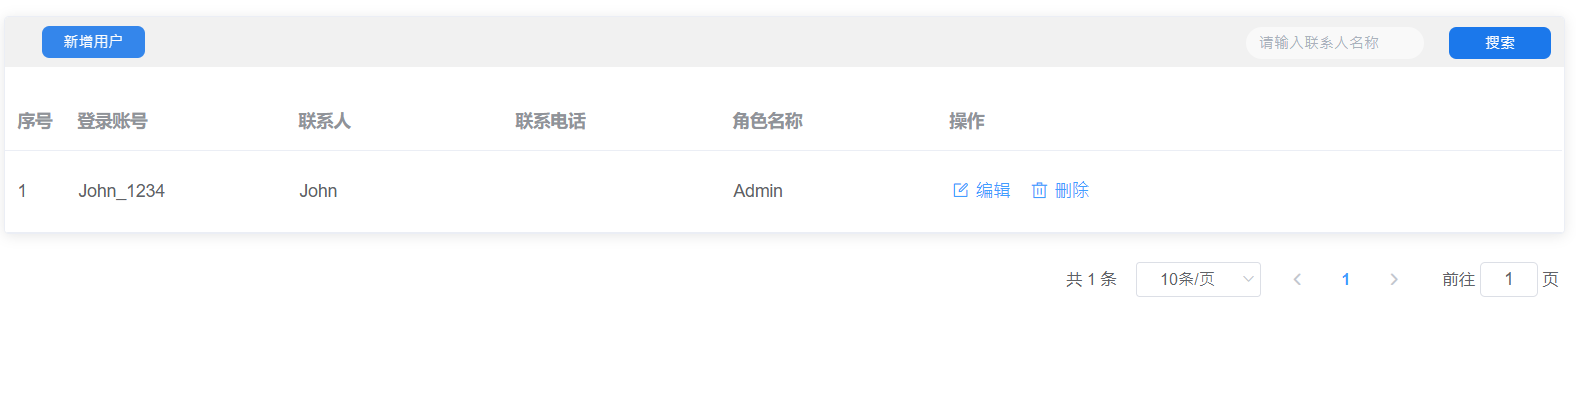 新增用户 请输入联系人名称 搜索
序号 登录账号 联系人 联系电话 角色名称 操作
1 John_1234 John Admin 编辑 删除
共 1 条 10条/页 1 前往 1 页